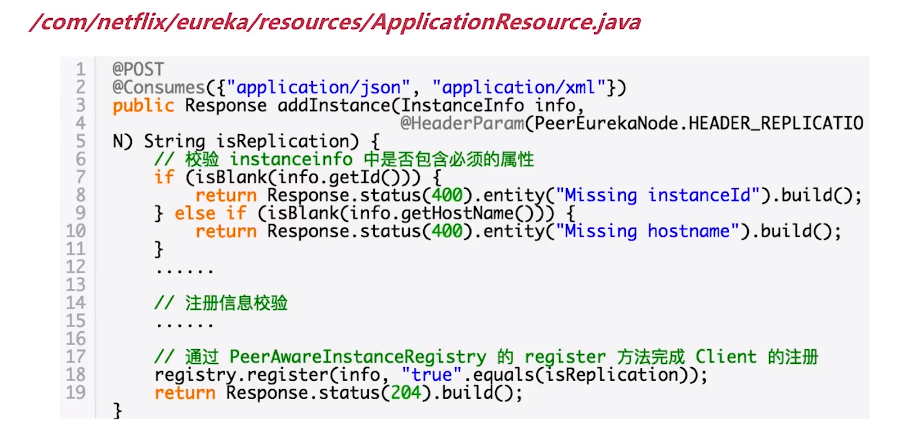 /com/netflix/eureka/resources/ApplicationResource.java
1 @POST
2 @Consumes({"application/json", "application/xml"})
3 public Response addInstance(InstanceInfo info,
4 @HeaderParam(PeerEurekaNode.HEADER_REPLICATIO
5 N) String isReplication) {
6 // 校验 instanceinfo 中是否包含必须的属性
7 if (isBlank(info.getId())) {
8 return Response.status(400).entity("Missing instanceId").build();
9 } else if (isBlank(info.getHostName())) {
10 return Response.status(400).entity("Missing hostname").build();
11 }
12 ......
13
14 // 注册信息校验
15 ......
16
17 // 通过 PeerAwareInstanceRegistry 的 register 方法完成 Client 的注册
18 registry.register(info, "true".equals(isReplication));
19 return Response.status(204).build();
}